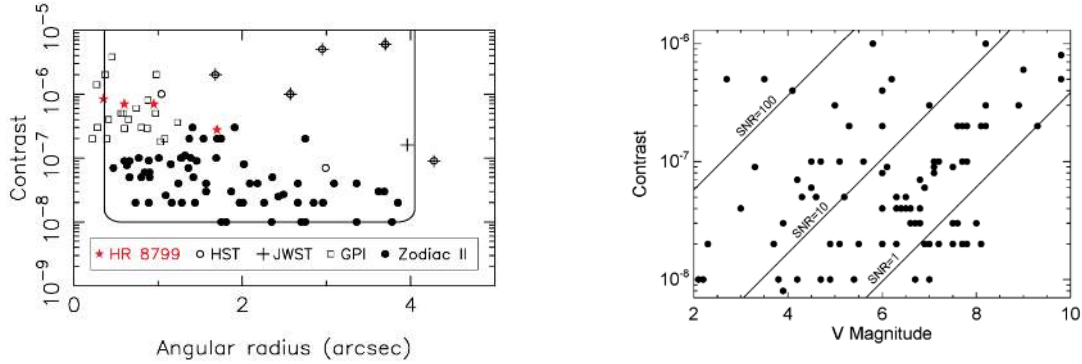 10⁻⁵
10⁻⁶
10⁻⁷
10⁻⁸
10⁻⁹
Contrast
★ HR 8799 ○ HST + JWST □ GPI ● Zodiac II
0 2 4
Angular radius (arcsec)
10⁻⁶
10⁻⁷
10⁻⁸
Contrast
SNR=100
SNR=10
SNR=1
2 4 6 8 10
V Magnitude